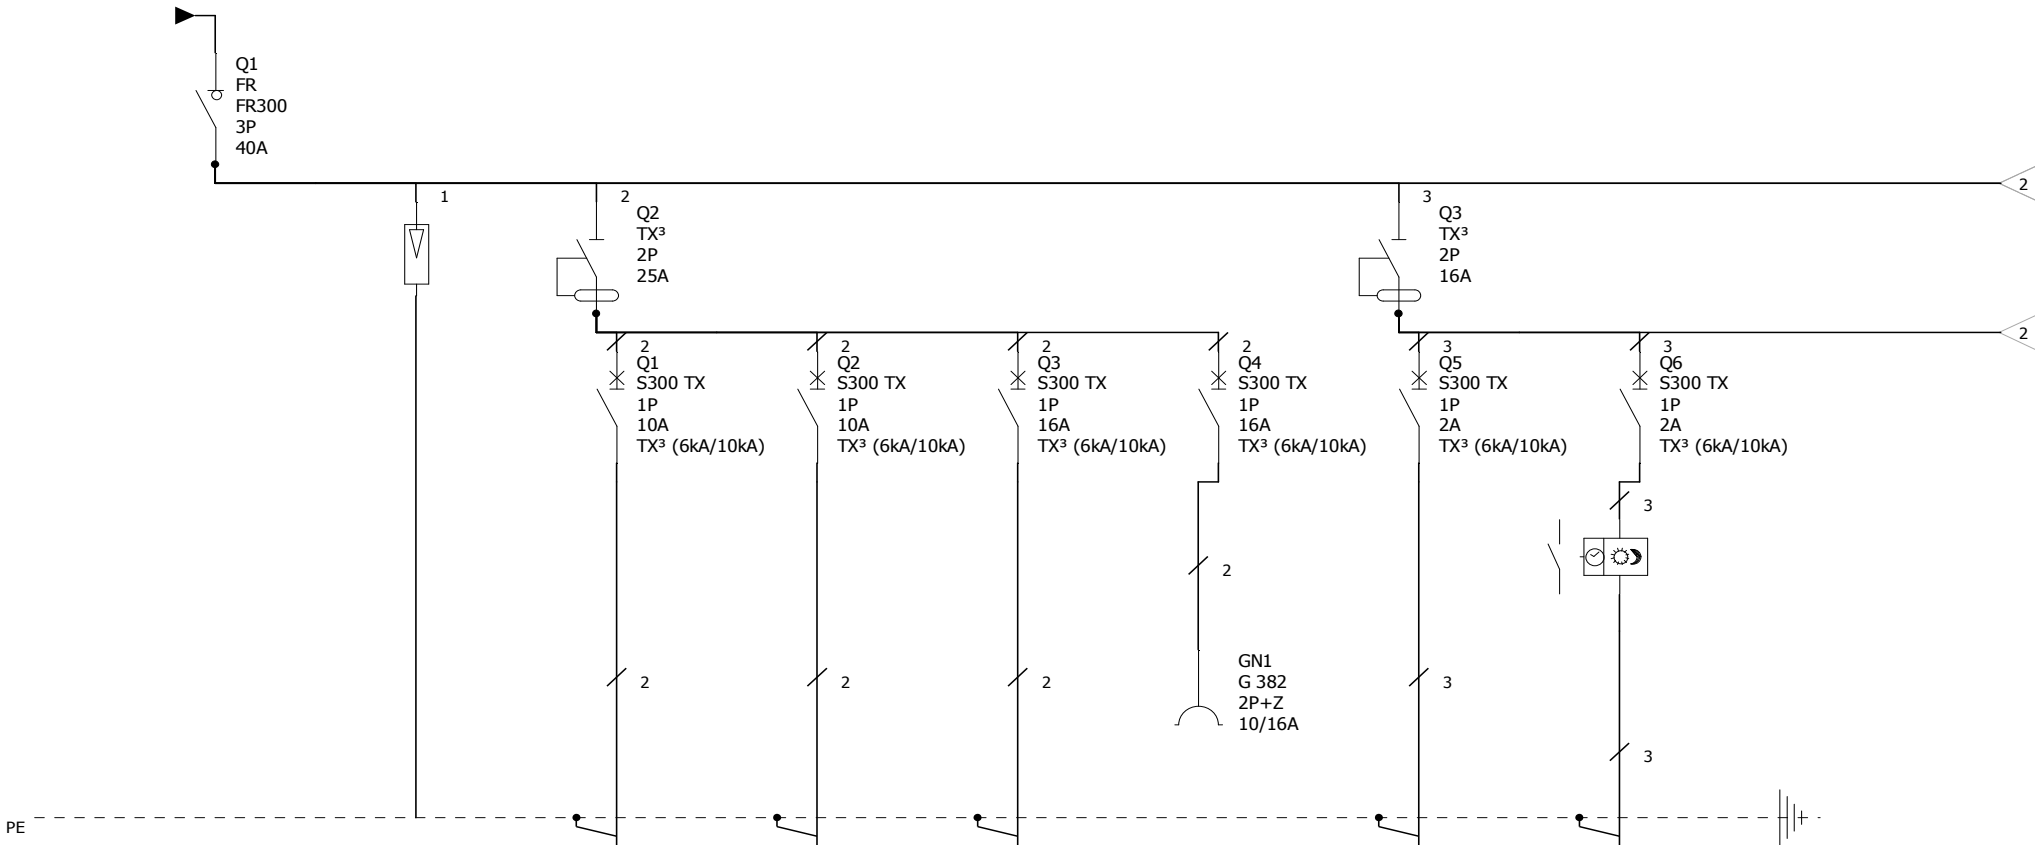 Q1
FR
FR300
3P
40A
1
2
3
2
Q2
TX³
2P
25A
Q3
TX³
2P
16A
2
2
2
2
2
3
3
Q1
S300 TX
1P
10A
TX³ (6kA/10kA)
Q2
S300 TX
1P
10A
TX³ (6kA/10kA)
Q3
S300 TX
1P
16A
TX³ (6kA/10kA)
Q4
S300 TX
1P
16A
TX³ (6kA/10kA)
Q5
S300 TX
1P
2A
TX³ (6kA/10kA)
Q6
S300 TX
1P
2A
TX³ (6kA/10kA)
3
2
GN1
G 382
2P+Z
10/16A
2
2
2
3
3
PE